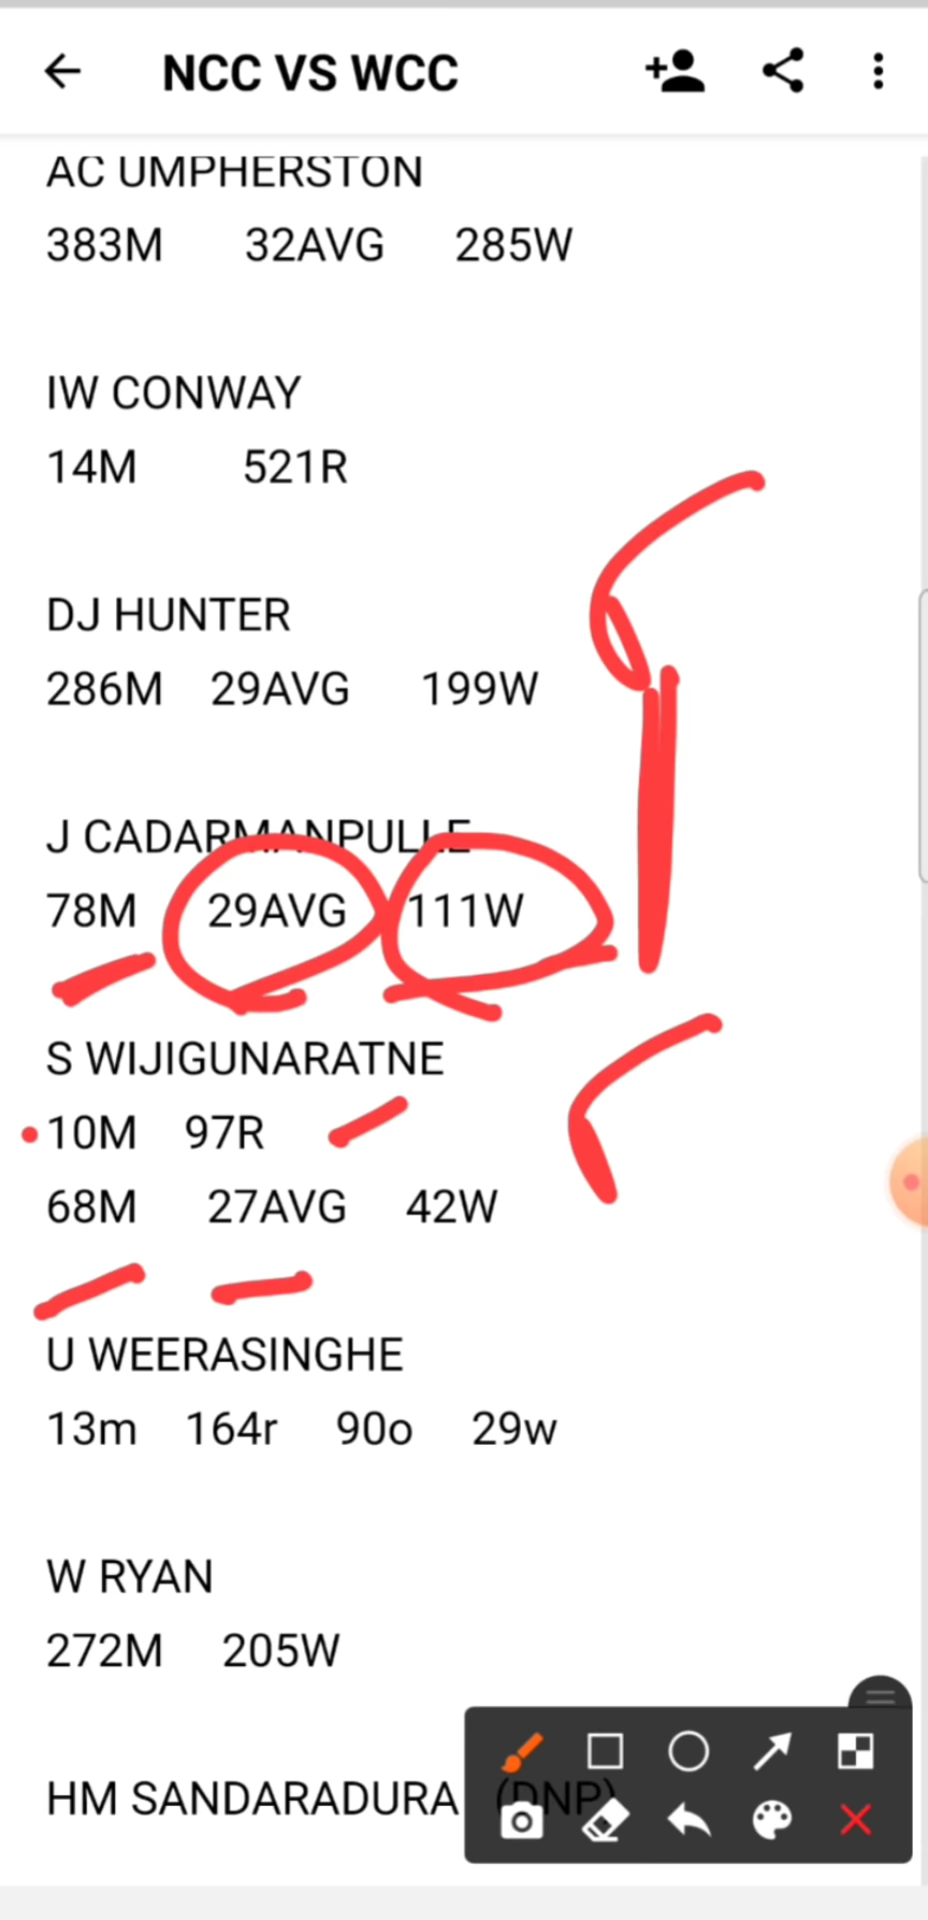 NCC VS WCC
AC UMPHERSTON
383M 32AVG 285W
IW CONWAY
14M 521R
DJ HUNTER
286M 29AVG 199W
J CADARMANPULLE
78M 29AVG 111W
S WIJIGUNARATNE
10M 97R
68M 27AVG 42W
U WEERASINGHE
13m 164r 90o 29w
W RYAN
272M 205W
HM SANDARADURA (DNP)